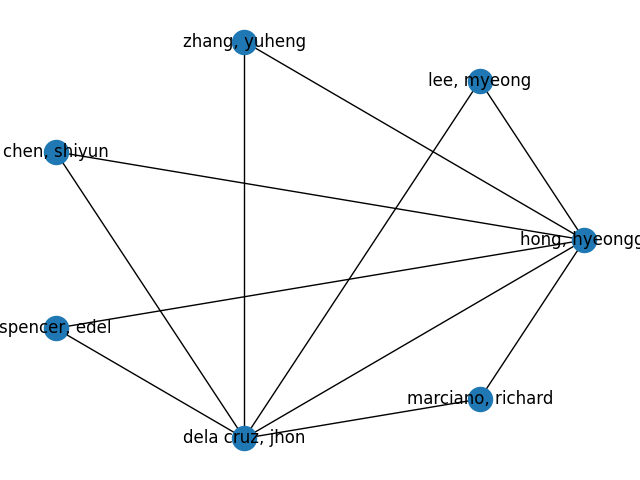 zhang, yuheng
lee, myeong
chen, shiyun
hong, hyeongg
spencer, edel
marciano, richard
dela cruz, jhon